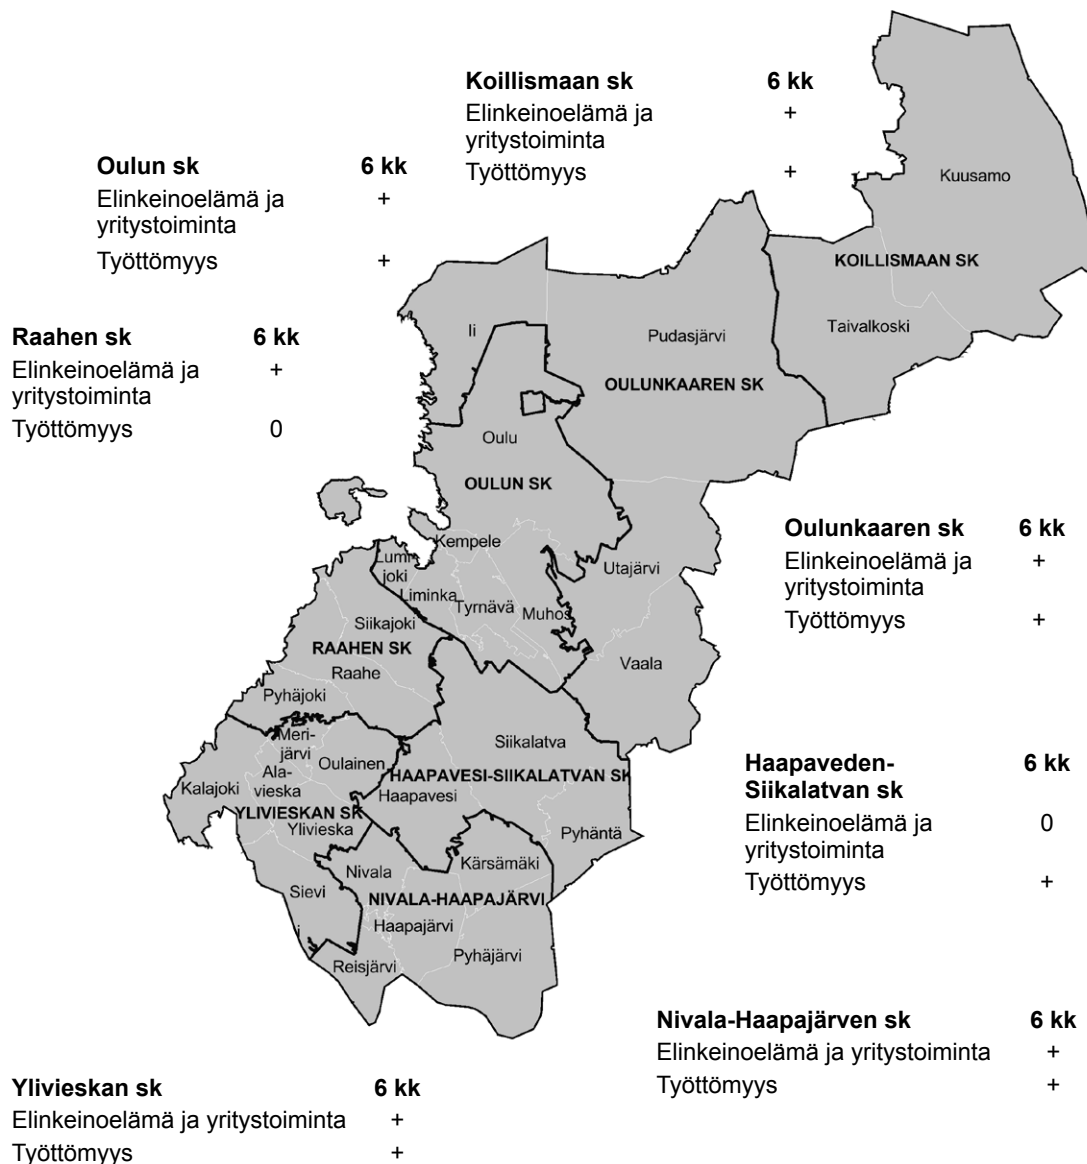 Koillismaan sk 6 kk
Elinkeinoelämä ja +
yritystoiminta
Työttömyys +
Oulun sk 6 kk
Elinkeinoelämä ja +
yritystoiminta
Työttömyys +
Raahen sk 6 kk
Elinkeinoelämä ja +
yritystoiminta
Työttömyys 0
Kuusamo
KOILLISMAAN SK
Taivalkoski
Ii
Pudasjärvi
OULUNKAAREN SK
Oulu
OULUN SK
Kempele
Lumi-
joki
Liminka
Tyrnävä
Muhos
Utajärvi
Vaala
Oulunkaaren sk 6 kk
Elinkeinoelämä ja +
yritystoiminta
Työttömyys +
Siikajoki
RAAHEN SK
Raahe
Pyhäjoki
Meri-
järvi
Oulainen
Ala-
vieska
Kalajoki
YLIVIESKAN SK
Ylivieska
Sievi
Siikalatva
HAAPAVESI-SIIKALATVAN SK
Haapavesi
Pyhäntä
Kärsämäki
Nivala
NIVALA-HAAPAJÄRVI
Haapajärvi
Pyhäjärvi
Reisjärvi
Haapaveden- 6 kk
Siikalatvan sk
Elinkeinoelämä ja 0
yritystoiminta
Työttömyys +
Nivala-Haapajärven sk 6 kk
Elinkeinoelämä ja yritystoiminta +
Työttömyys +
Ylivieskan sk 6 kk
Elinkeinoelämä ja yritystoiminta +
Työttömyys +